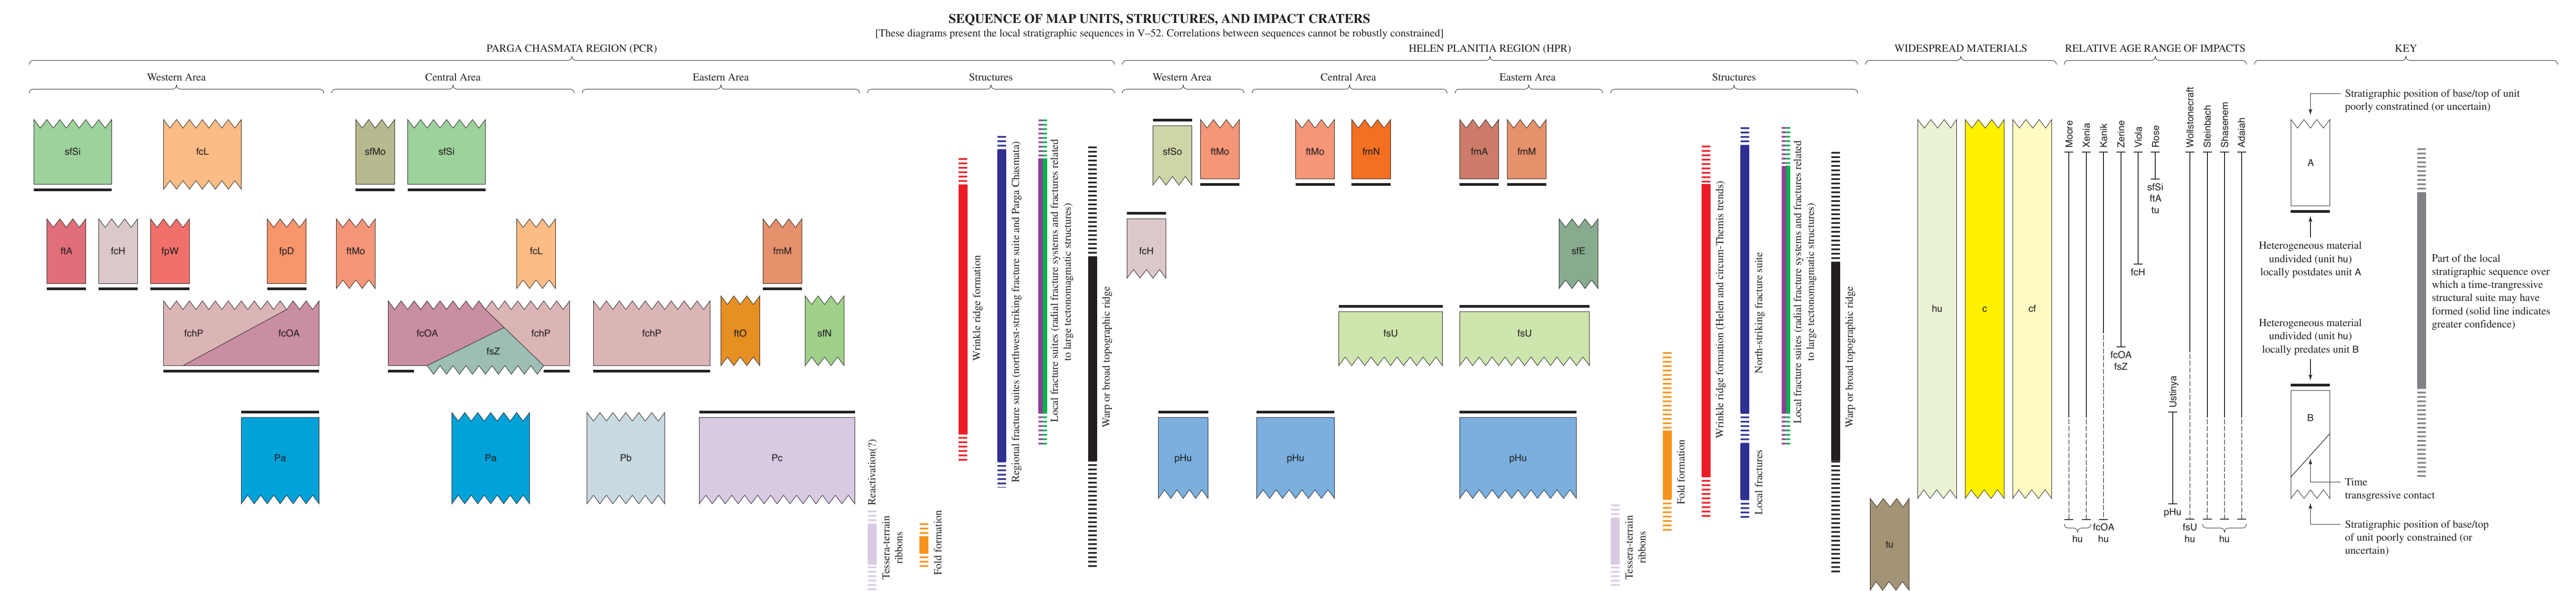 SEQUENCE OF MAP UNITS, STRUCTURES, AND IMPACT CRATERS
[These diagrams present the local stratigraphic sequences in V–52. Correlations between sequences cannot be robustly constrained]
PARGA CHASMATA REGION (PCR)
HELEN PLANITIA REGION (HPR)
WIDESPREAD MATERIALS
RELATIVE AGE RANGE OF IMPACTS
KEY
Western Area
Central Area
Eastern Area
Structures
Western Area
Central Area
Eastern Area
Structures
sfSi
fcL
sfMo
sfSi
ftA
fcH
fpW
fpD
ftMo
fcL
fmM
fchP
fcOA
fcOA
fsZ
fchP
fchP
ftO
sfN
Pa
Pa
Pb
Pc
Reactivation(?)
Tessera-terrain
ribbons
Fold formation
Wrinkle ridge formation
Regional fracture suites (northwest-striking fracture suite and Parga Chasmata)
Local fracture suites (radial fracture systems and fractures related
to large tectonomagmatic structures)
Warp or broad topographic ridge
sfSo
ftMo
ftMo
fmN
fmA
fmM
fcH
sfE
fsU
fsU
pHu
pHu
pHu
Tessera-terrain
ribbons
Fold formation
Wrinkle ridge formation (Helen and circum-Themis trends)
North-striking fracture suite
Local fractures
Local fracture suites (radial fracture systems and fractures related
to large tectonomagmatic structures)
Warp or broad topographic ridge
tu
hu
c
cf
Moore
Xenia
Kanik
Zerine
Viola
Rose
Wollstonecraft
Steinbach
Shasenem
Adaiah
sfSi
ftA
tu
fcH
fcOA
fsZ
Ustinya
pHu
hu
fcOA
hu
fsU
hu
hu
Stratigraphic position of base/top of unit
poorly constrained (or uncertain)
A
Heterogeneous material
undivided (unit hu)
locally postdates unit A
Part of the local
stratigraphic sequence over
which a time-trangressive
structural suite may have
formed (solid line indicates
greater confidence)
Heterogeneous material
undivided (unit hu)
locally predates unit B
B
Time
transgressive contact
Stratigraphic position of base/top
of unit poorly constrained (or
uncertain)